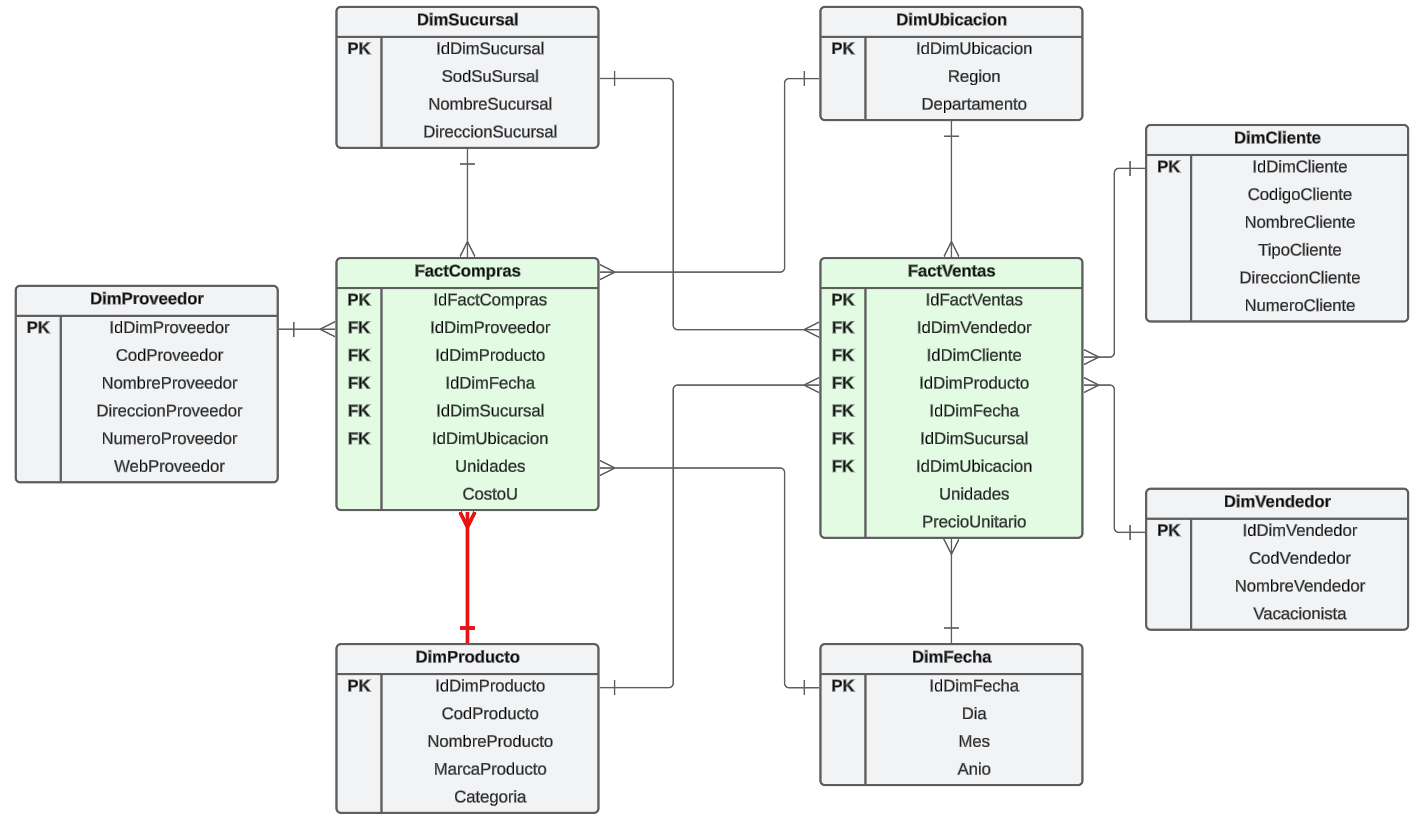 DimSucursal
PK IdDimSucursal
SodSuSursal
NombreSucursal
DireccionSucursal
DimUbicacion
PK IdDimUbicacion
Region
Departamento
DimCliente
PK IdDimCliente
CodigoCliente
NombreCliente
TipoCliente
DireccionCliente
NumeroCliente
DimProveedor
PK IdDimProveedor
CodProveedor
NombreProveedor
DireccionProveedor
NumeroProveedor
WebProveedor
FactCompras
PK IdFactCompras
FK IdDimProveedor
FK IdDimProducto
FK IdDimFecha
FK IdDimSucursal
FK IdDimUbicacion
Unidades
CostoU
FactVentas
PK IdFactVentas
FK IdDimVendedor
FK IdDimCliente
FK IdDimProducto
FK IdDimFecha
FK IdDimSucursal
FK IdDimUbicacion
Unidades
PrecioUnitario
DimVendedor
PK IdDimVendedor
CodVendedor
NombreVendedor
Vacacionista
DimProducto
PK IdDimProducto
CodProducto
NombreProducto
MarcaProducto
Categoria
DimFecha
PK IdDimFecha
Dia
Mes
Anio